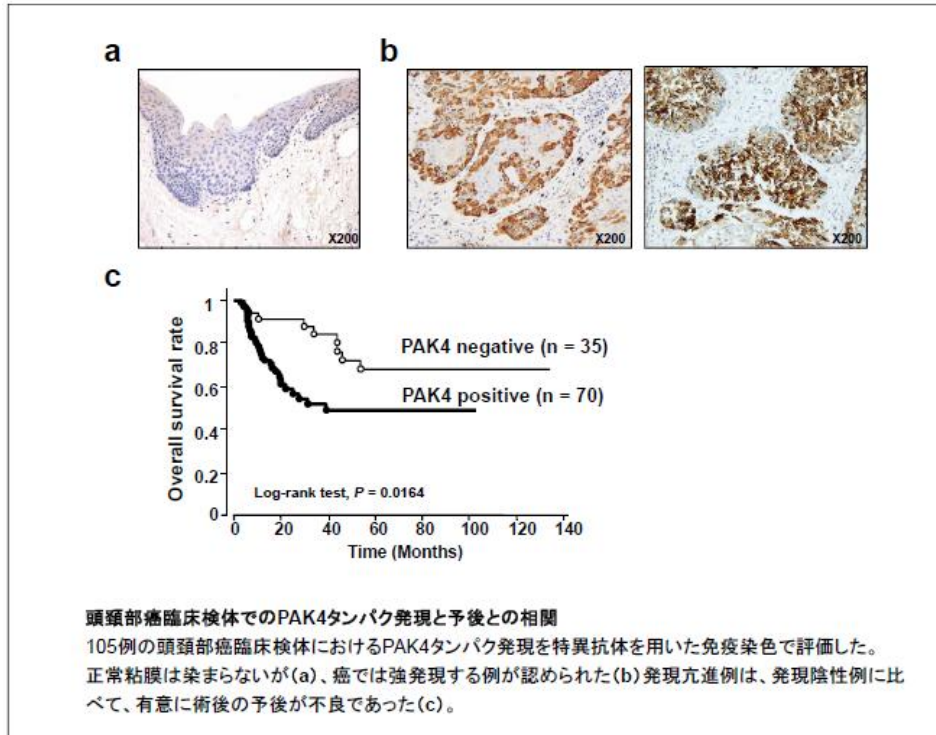 a
b
X200
X200
X200
c
Overall survival rate
1
0.8
0.6
0.4
0.2
0
PAK4 negative (n = 35)
PAK4 positive (n = 70)
Log-rank test, P = 0.0164
0 20 40 60 80 100 120 140
Time (Months)
頭頚部癌臨床検体でのPAK4タンパク発現と予後との相関
105例の頭頚部癌臨床検体におけるPAK4タンパク発現を特異抗体を用いた免疫染色で評価した。
正常粘膜は染まらないが(a)、癌では強発現する例が認められた(b)発現亢進例は、発現陰性例に比
べて、有意に術後の予後が不良であった(c)。